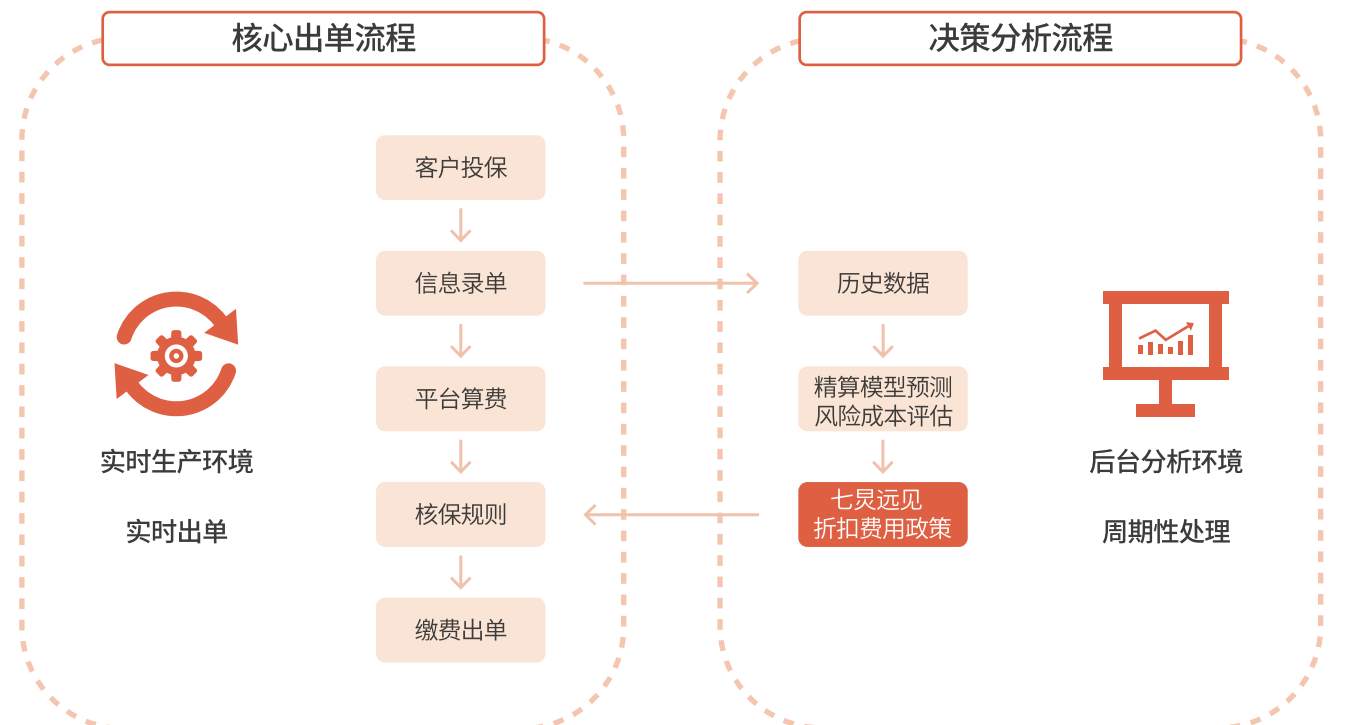 核心出单流程
决策分析流程
客户投保
信息录单
平台算费
核保规则
缴费出单
实时生产环境
实时出单
历史数据
精算模型预测
风险成本评估
七炅远见
折扣费用政策
后台分析环境
周期性处理